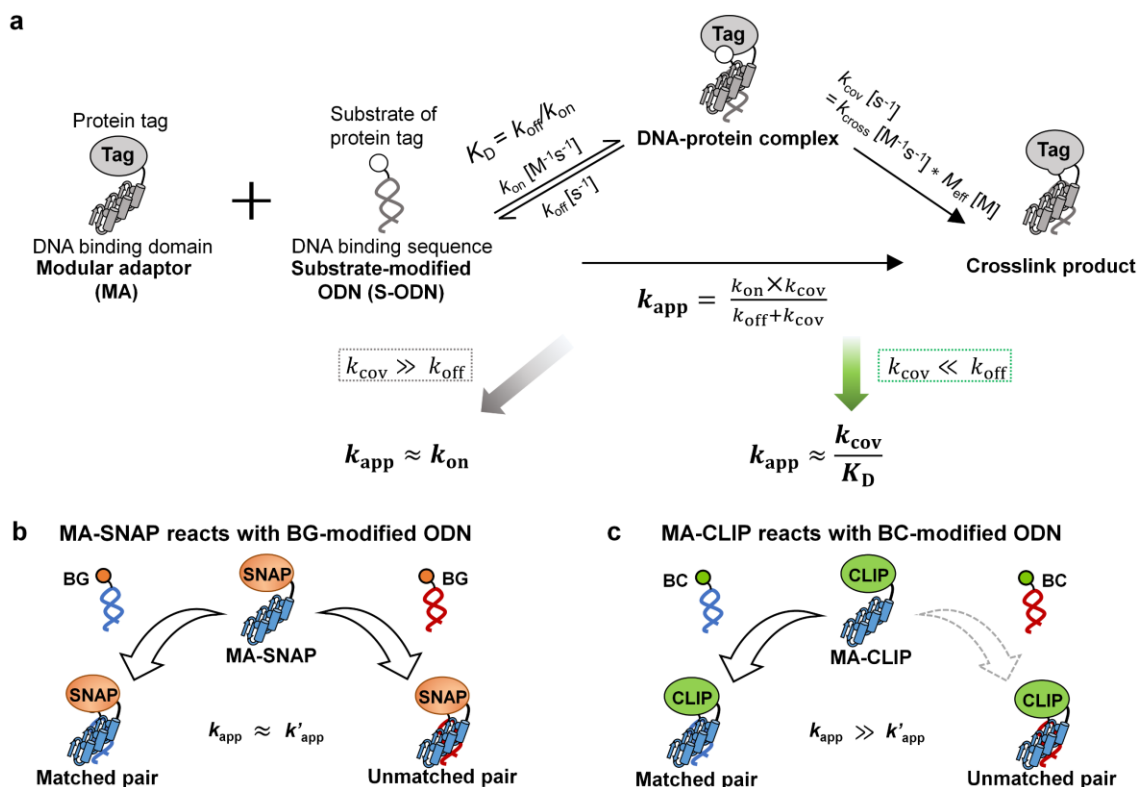 a
Protein tag
Tag
DNA binding domain
Modular adaptor
(MA)
+
Substrate of
protein tag
DNA binding sequence
Substrate-modified
ODN (S-ODN)
K_D = k_off/k_on
k_on [M⁻¹s⁻¹]
k_off [s⁻¹]
Tag
DNA-protein complex
k_cov [s⁻¹]
= k_cross [M⁻¹s⁻¹] * M_eff [M]
Tag
Crosslink product
k_app = (k_on × k_cov)/(k_off + k_cov)
k_cov ≫ k_off
k_cov ≪ k_off
k_app ≈ k_on
k_app ≈ k_cov/K_D
b MA-SNAP reacts with BG-modified ODN
BG
SNAP
BG
MA-SNAP
SNAP
SNAP
k_app ≈ k'_app
Matched pair
Unmatched pair
c MA-CLIP reacts with BC-modified ODN
BC
CLIP
BC
MA-CLIP
CLIP
CLIP
k_app ≫ k'_app
Matched pair
Unmatched pair